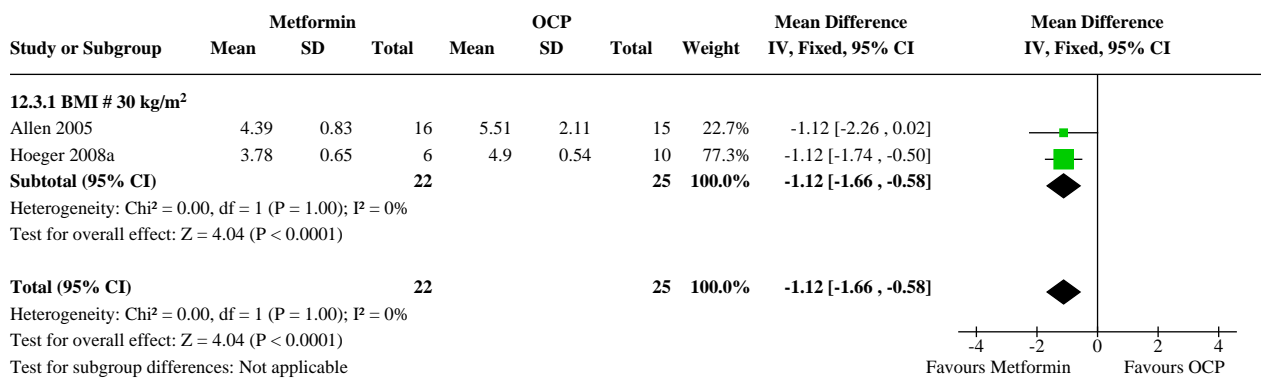 Metformin OCP Mean Difference Mean Difference
Study or Subgroup Mean SD Total Mean SD Total Weight IV, Fixed, 95% CI IV, Fixed, 95% CI
12.3.1 BMI # 30 kg/m²
Allen 2005 4.39 0.83 16 5.51 2.11 15 22.7% -1.12 [-2.26 , 0.02]
Hoeger 2008a 3.78 0.65 6 4.9 0.54 10 77.3% -1.12 [-1.74 , -0.50]
Subtotal (95% CI) 22 25 100.0% -1.12 [-1.66 , -0.58]
Heterogeneity: Chi² = 0.00, df = 1 (P = 1.00); I² = 0%
Test for overall effect: Z = 4.04 (P < 0.0001)
Total (95% CI) 22 25 100.0% -1.12 [-1.66 , -0.58]
Heterogeneity: Chi² = 0.00, df = 1 (P = 1.00); I² = 0%
Test for overall effect: Z = 4.04 (P < 0.0001)
-4 -2 0 2 4
Test for subgroup differences: Not applicable Favours Metformin Favours OCP